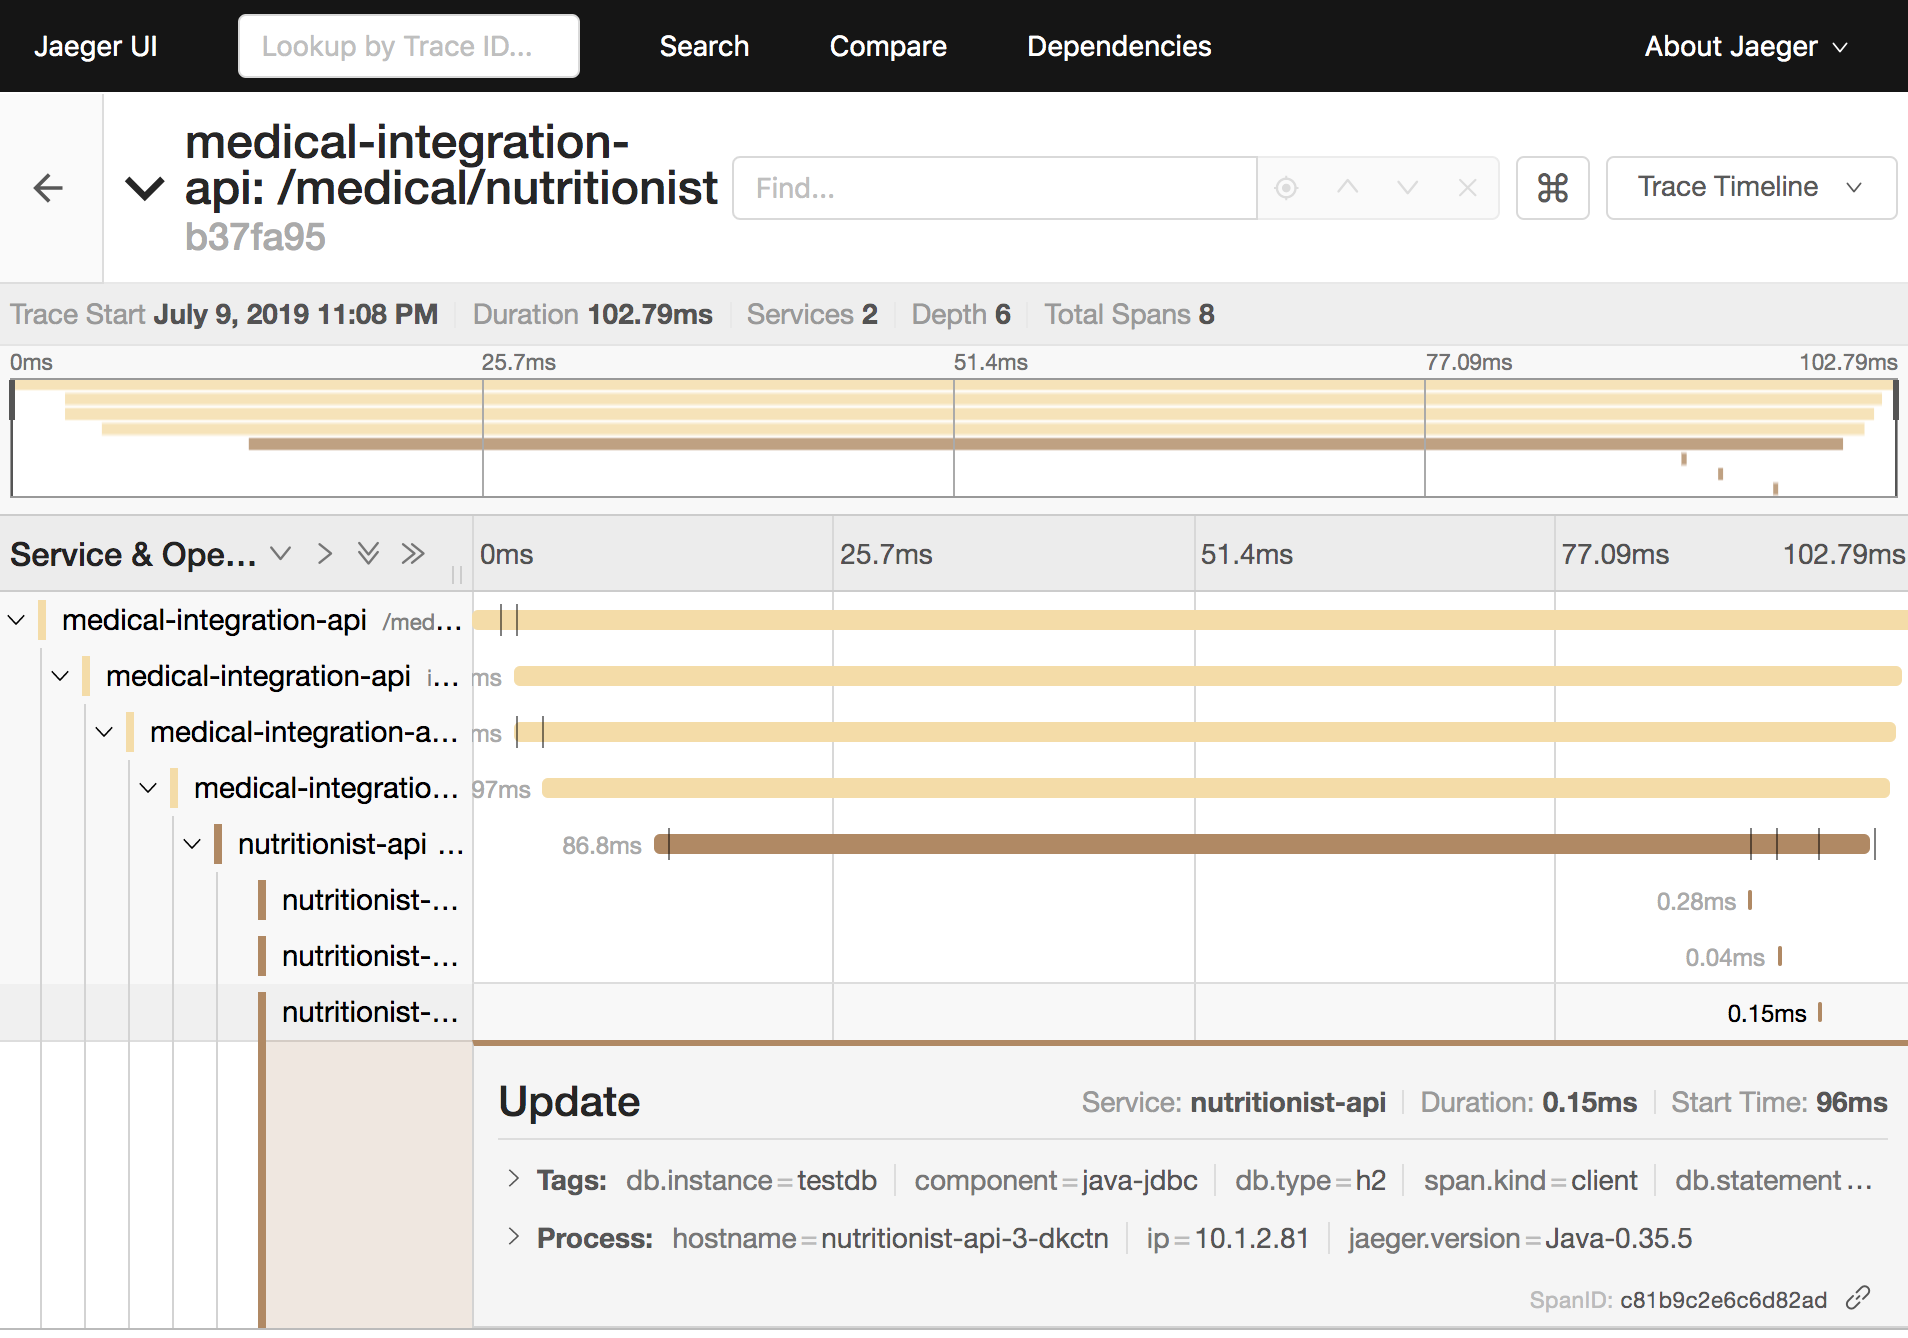 Jaeger UI Lookup by Trace ID... Search Compare Dependencies About Jaeger
medical-integration-
api: /medical/nutritionist
b37fa95
Find...
⌘
Trace Timeline
Trace Start July 9, 2019 11:08 PM Duration 102.79ms Services 2 Depth 6 Total Spans 8
0ms 25.7ms 51.4ms 77.09ms 102.79ms
Service & Ope... 0ms 25.7ms 51.4ms 77.09ms 102.79ms
medical-integration-api /med...
medical-integration-api i... ms
medical-integration-a... ms
medical-integratio... 97ms
nutritionist-api ... 86.8ms
nutritionist-... 0.28ms
nutritionist-... 0.04ms
nutritionist-... 0.15ms
Update Service: nutritionist-api Duration: 0.15ms Start Time: 96ms
Tags: db.instance=testdb component=java-jdbc db.type=h2 span.kind=client db.statement...
Process: hostname=nutritionist-api-3-dkctn ip=10.1.2.81 jaeger.version=Java-0.35.5
SpanID: c81b9c2e6c6d82ad